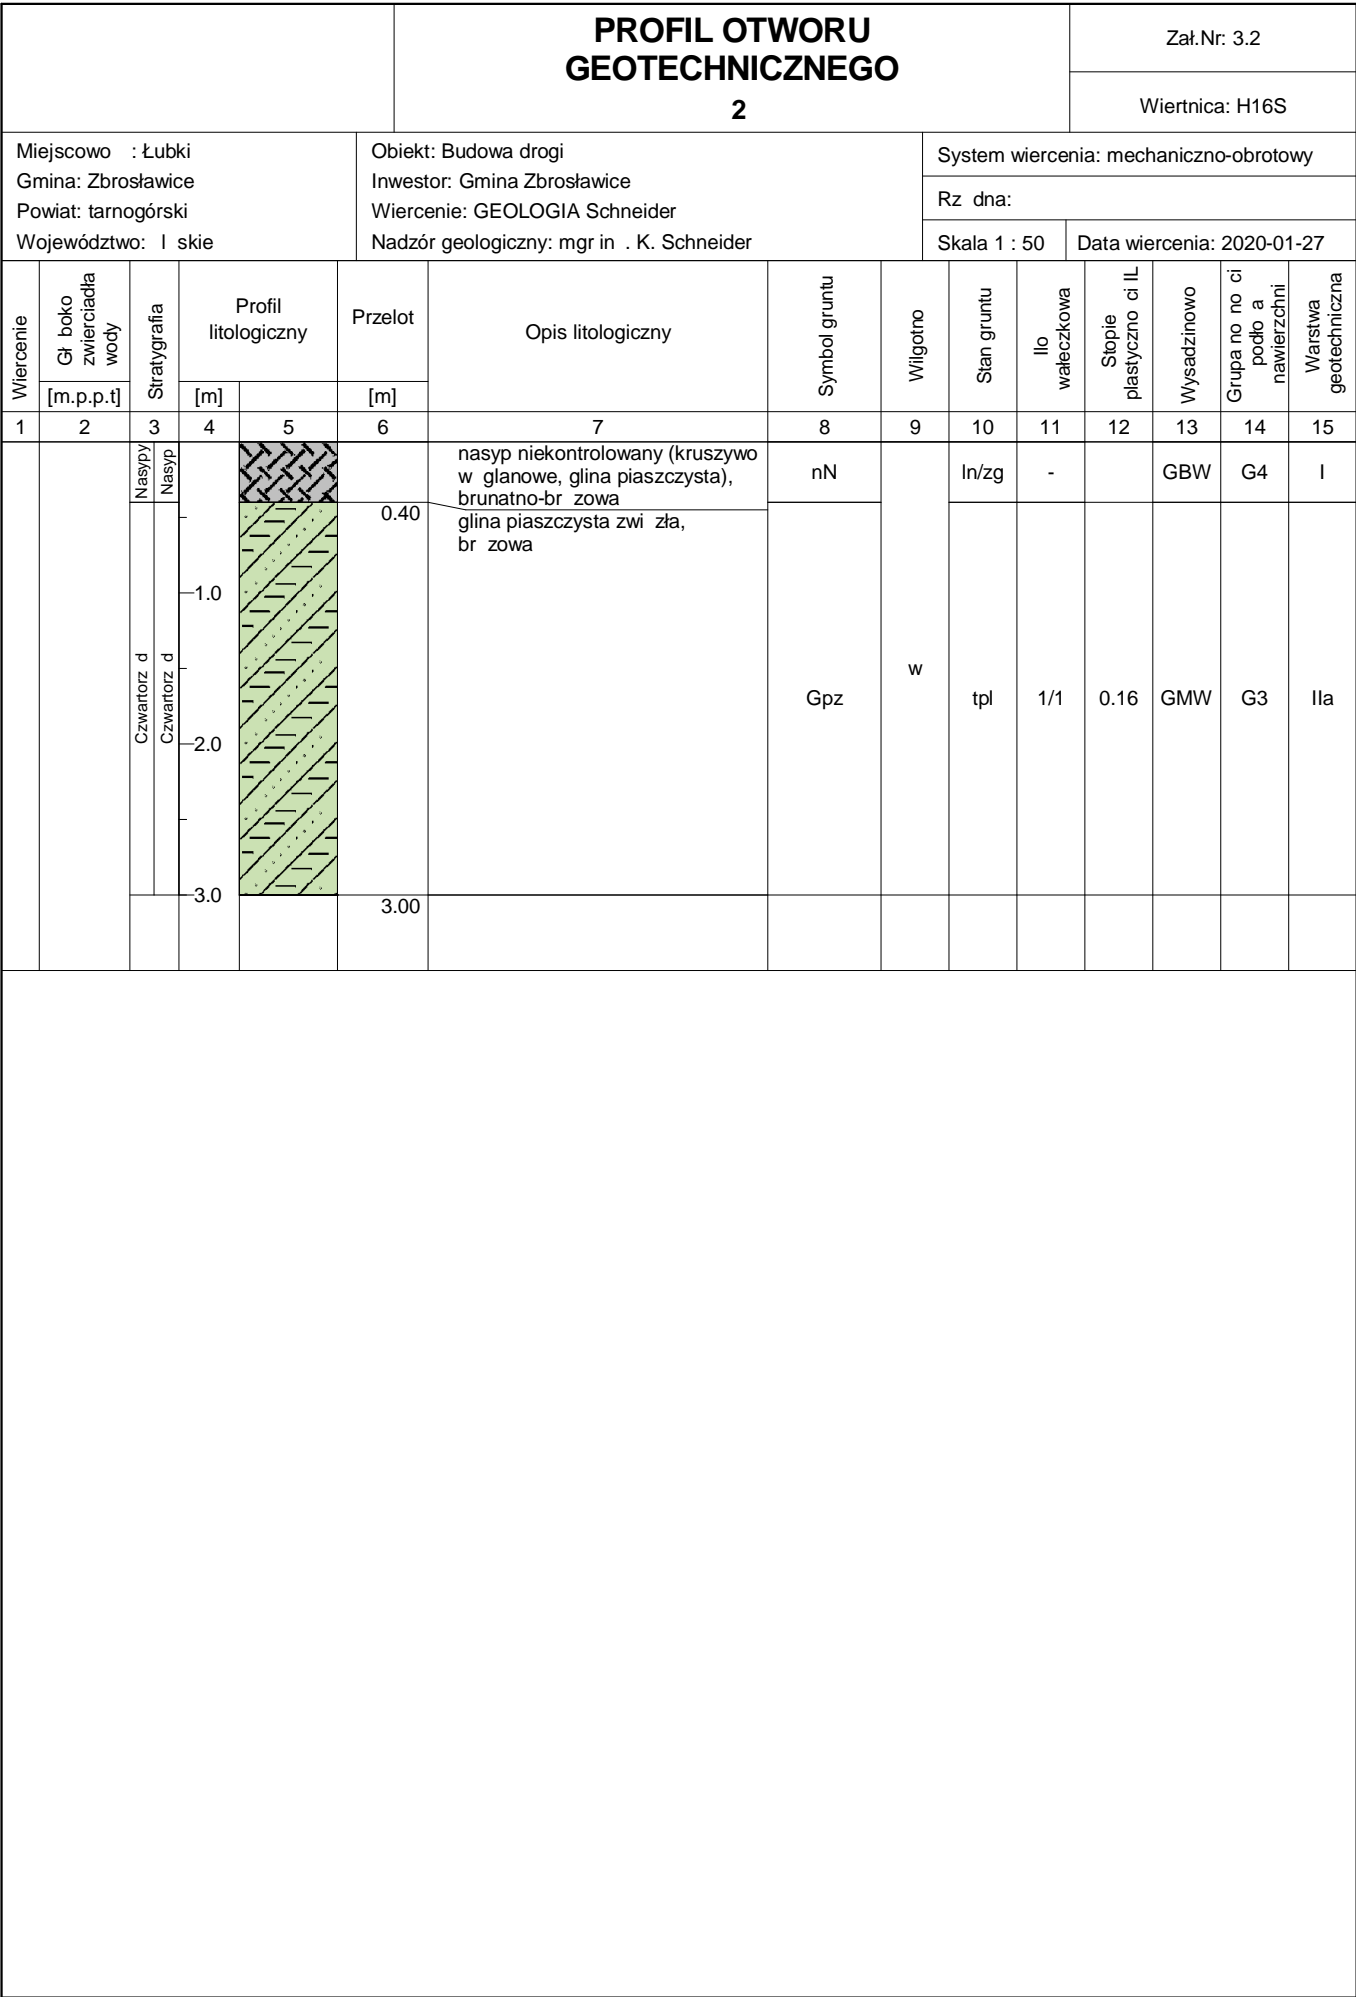 PROFIL OTWORU
GEOTECHNICZNEGO
2
Zał.Nr: 3.2
Wiertnica: H16S
Miejscowo : Łubki
Gmina: Zbrosławice
Powiat: tarnogórski
Województwo: l skie
Obiekt: Budowa drogi
Inwestor: Gmina Zbrosławice
Wiercenie: GEOLOGIA Schneider
Nadzór geologiczny: mgr in . K. Schneider
System wiercenia: mechaniczno-obrotowy
Rz dna:
Skala 1 : 50
Data wiercenia: 2020-01-27
Wiercenie
Gł boko
zwierciadła
wody
[m.p.p.t]
Stratygrafia
Profil
litologiczny
[m]
Przelot
[m]
Opis litologiczny
Symbol gruntu
Wilgotno
Stan gruntu
Ilo
wałeczkowa
Stopie
plastyczno ci IL
Wysadzinowo
Grupa no no ci
podło a
nawierzchni
Warstwa
geotechniczna
1 2 3 4 5 6 7 8 9 10 11 12 13 14 15
Nasypy
Nasyp
nasyp niekontrolowany (kruszywo
w glanowe, glina piaszczysta),
brunatno-br zowa
nN
ln/zg
-
GBW
G4
I
0.40
glina piaszczysta zwi zła,
br zowa
1.0
Czwartorz d
Czwartorz d
w
Gpz
tpl
1/1
0.16
GMW
G3
IIa
2.0
3.0
3.00